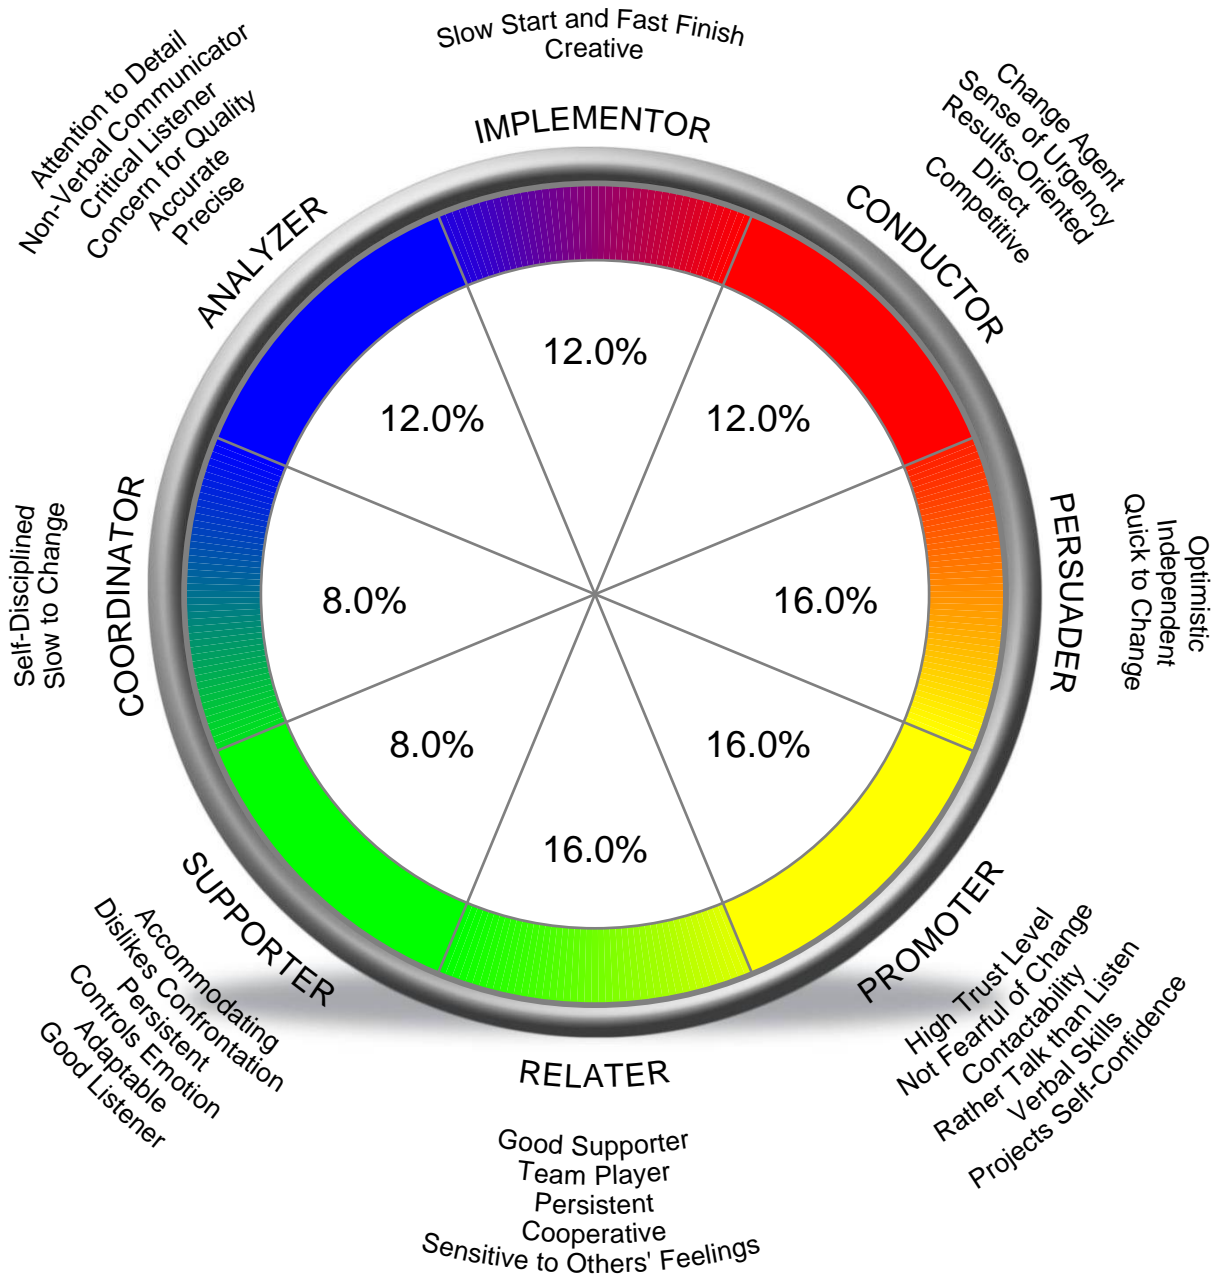 Slow Start and Fast Finish
Creative
IMPLEMENTOR
12.0%
Change Agent
Sense of Urgency
Results-Oriented
Direct
Competitive
CONDUCTOR
12.0%
Optimistic
Independent
Quick to Change
PERSUADER
16.0%
PROMOTER
16.0%
High Trust Level
Not Fearful of Change
Contactability
Rather Talk than Listen
Verbal Skills
Projects Self-Confidence
16.0%
RELATER
Good Supporter
Team Player
Persistent
Cooperative
Sensitive to Others' Feelings
8.0%
SUPPORTER
Accommodating
Dislikes Confrontation
Persistent
Controls Emotion
Adaptable
Good Listener
8.0%
COORDINATOR
Self-Disciplined
Slow to Change
Attention to Detail
Non-Verbal Communicator
Critical Listener
Concern for Quality
Accurate
Precise
ANALYZER
12.0%